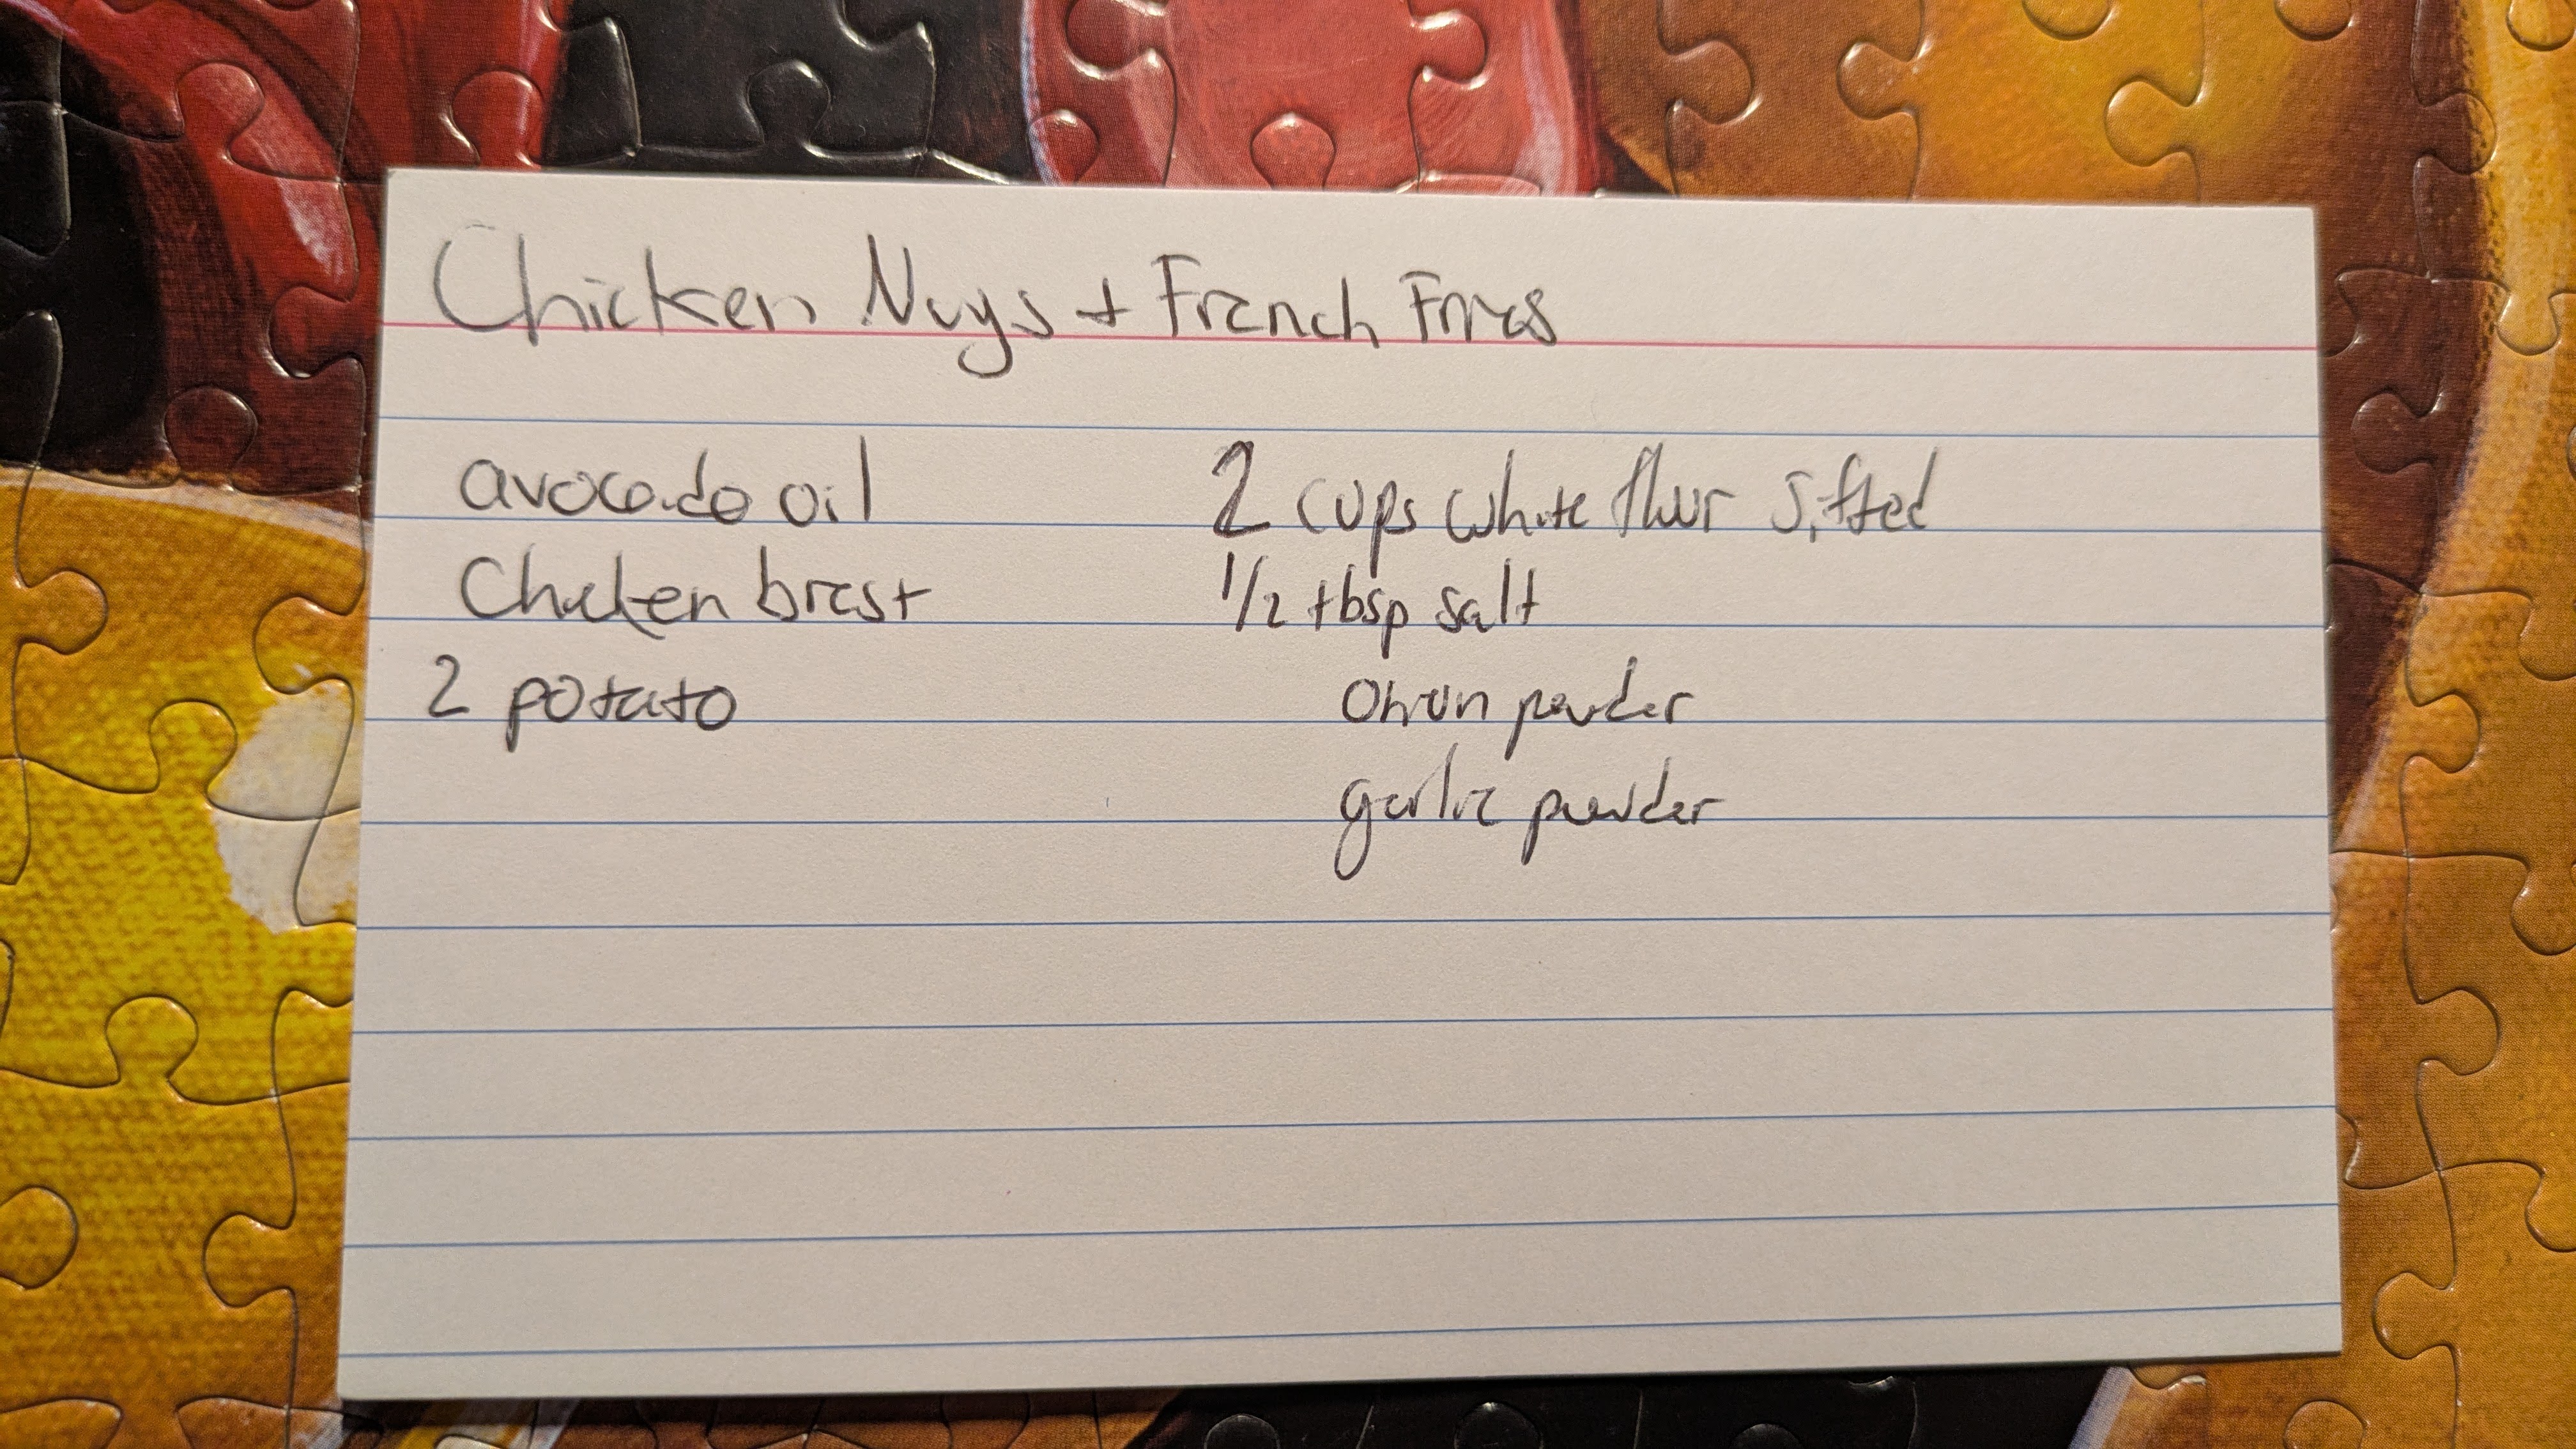 Chicken Nugs + French Fries
avocado oil
Chicken breast
2 potato
2 cups white flour sifted
1/2 tbsp salt
onion powder
garlic powder